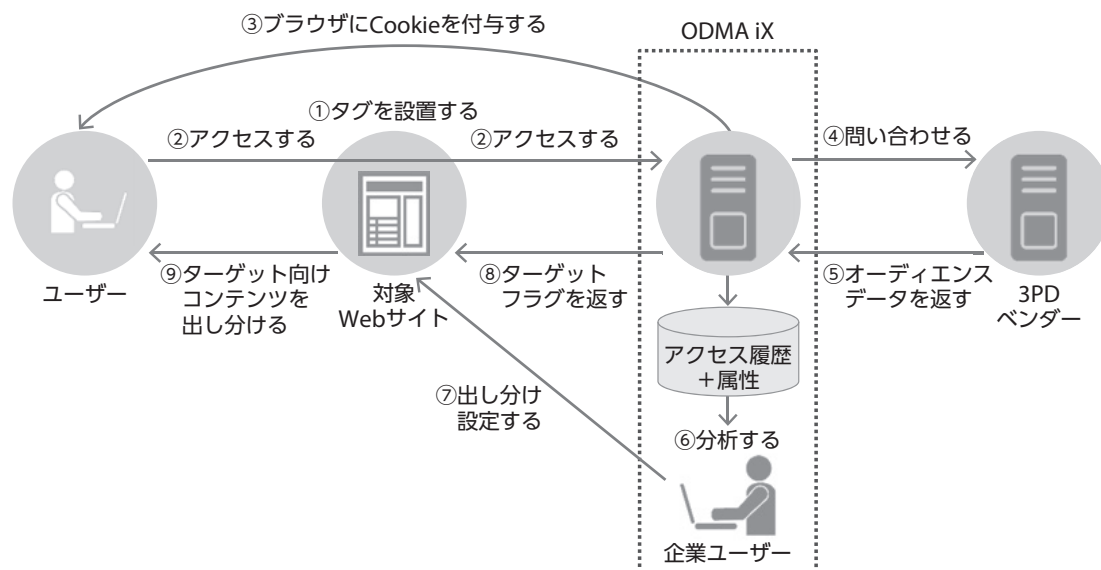 ③ブラウザにCookieを付与する
ODMA iX
①タグを設置する
②アクセスする
②アクセスする
④問い合わせる
⑨ターゲット向け
コンテンツを
出し分ける
⑧ターゲット
フラグを返す
⑤オーディエンス
データを返す
ユーザー
対象
Webサイト
3PD
ベンダー
アクセス履歴
＋属性
⑦出し分け
設定する
⑥分析する
企業ユーザー